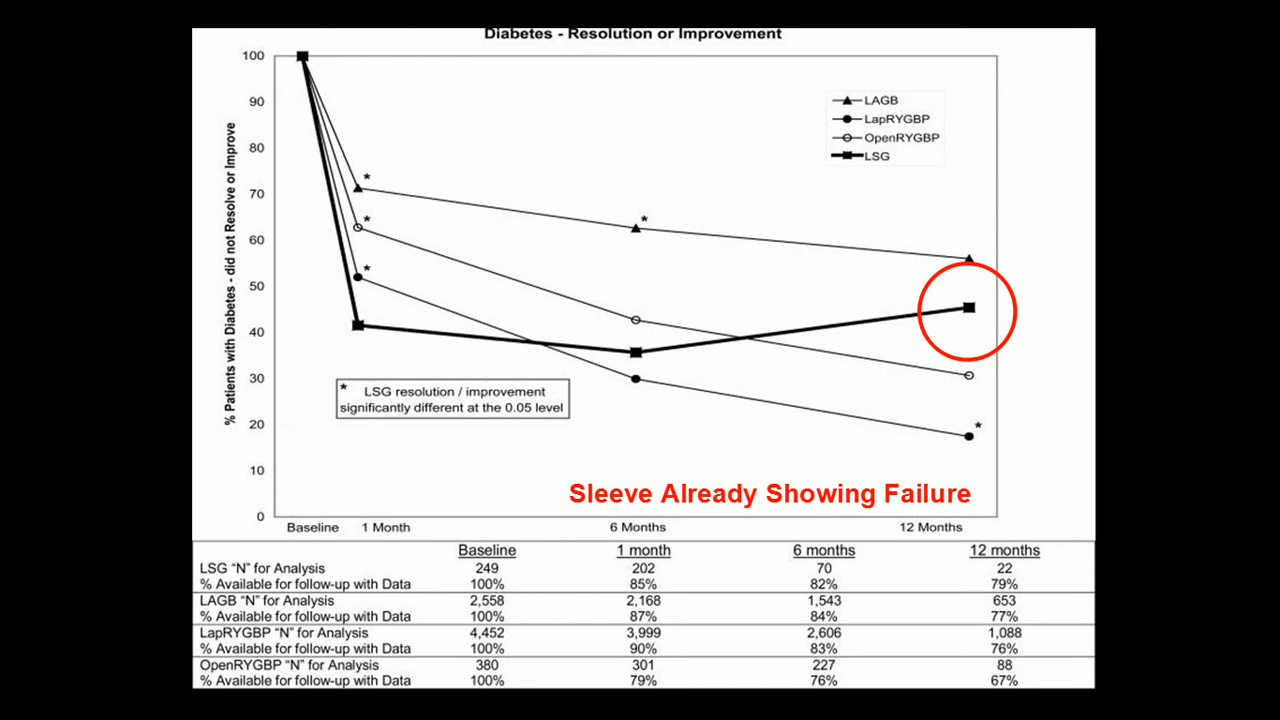 Diabetes - Resolution or Improvement
% Patients with Diabetes - did not Resolve or Improve
100
90
80
70
60
50
40
30
20
10
0
LAGB
LapRYGBP
OpenRYGBP
LSG
*
*
*
*
*
* LSG resolution / improvement
significantly different at the 0.05 level
Sleeve Already Showing Failure
Baseline 1 Month 6 Months 12 Months
Baseline 1 month 6 months 12 months
LSG “N” for Analysis 249 202 70 22
% Available for follow-up with Data 100% 85% 82% 79%
LAGB “N” for Analysis 2,558 2,168 1,543 653
% Available for follow-up with Data 100% 87% 84% 77%
LapRYGBP “N” for Analysis 4,452 3,999 2,606 1,088
% Available for follow-up with Data 100% 90% 83% 76%
OpenRYGBP “N” for Analysis 380 301 227 88
% Available for follow-up with Data 100% 79% 76% 67%